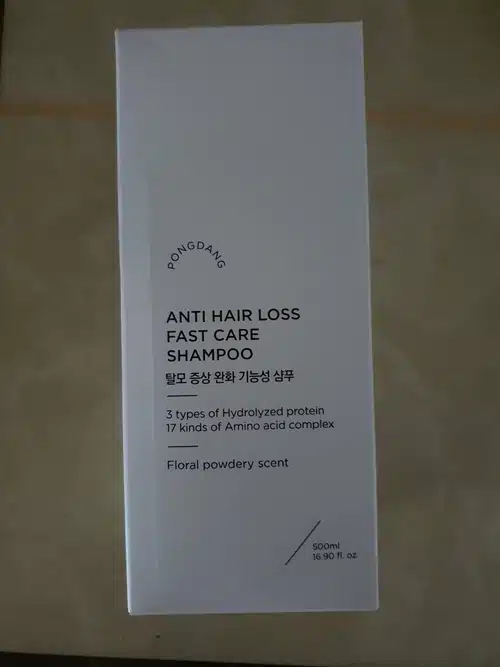 PONGDANG
ANTI HAIR LOSS
FAST CARE
SHAMPOO
탈모 증상 완화 기능성 샴푸
3 types of Hydrolyzed protein
17 kinds of Amino acid complex
Floral powdery scent
500ml
16.90 fl. oz